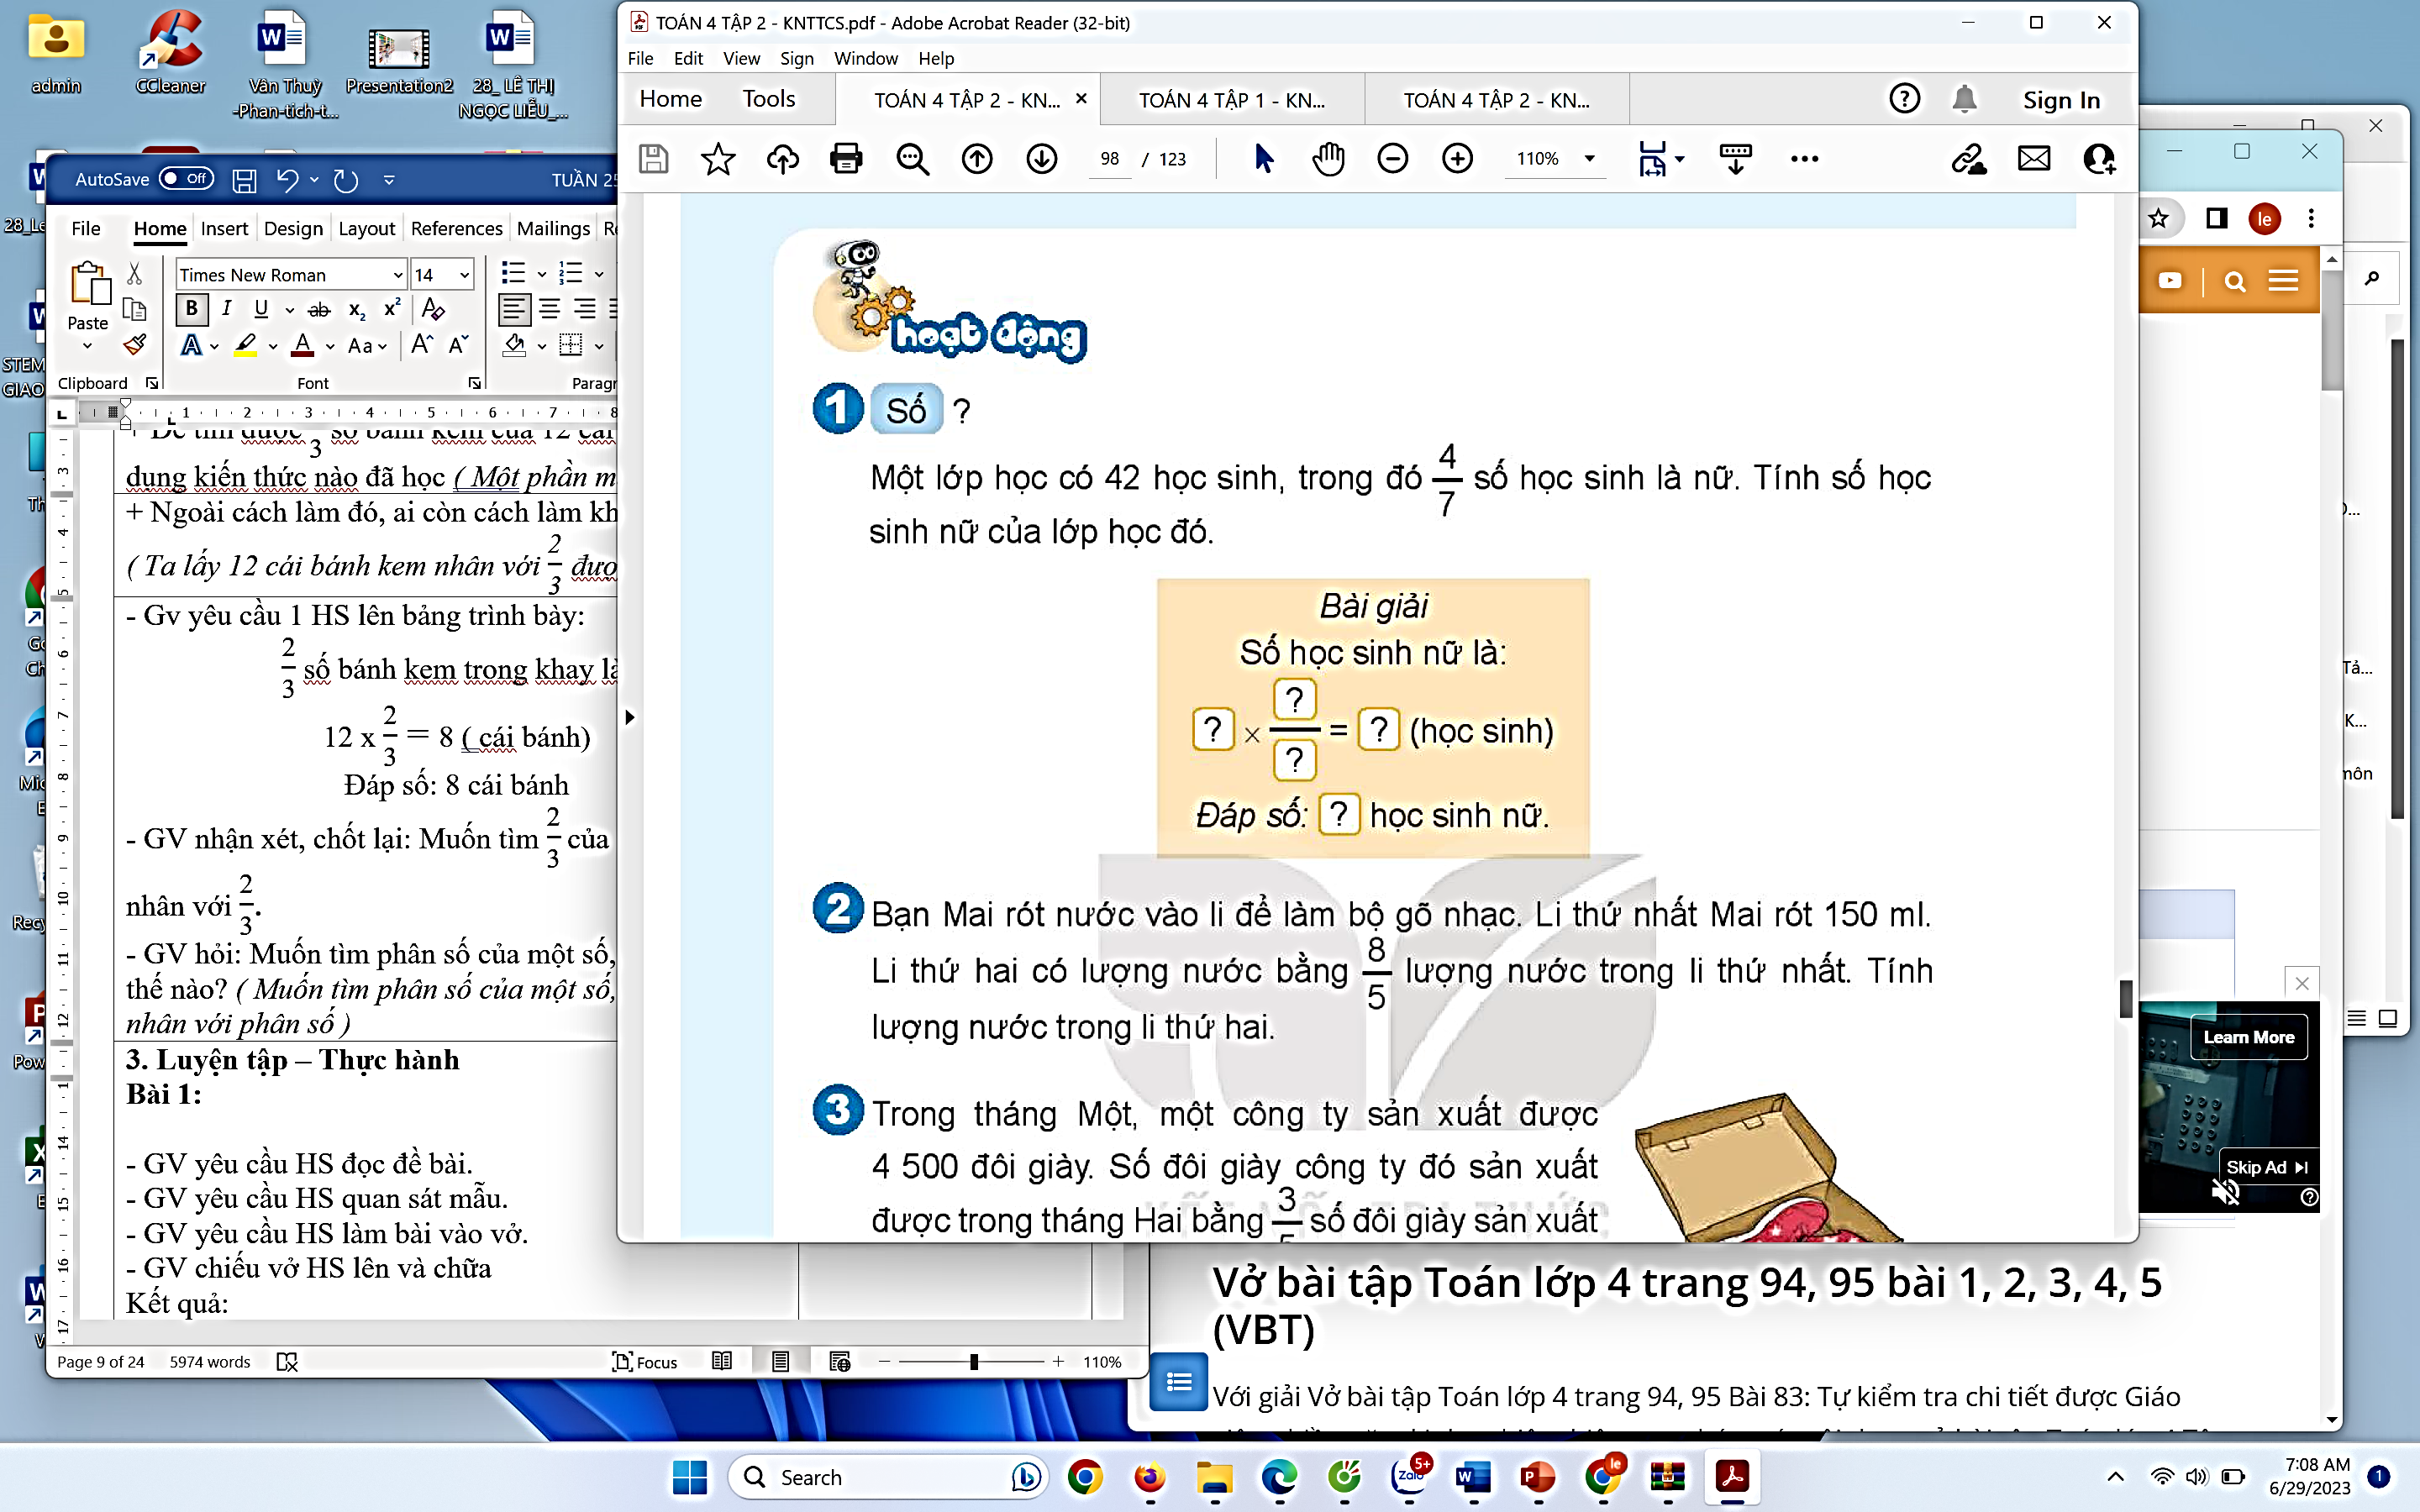 admin
CCleaner
Vân Thuỳ
-Phan-tich-t...
Presentation2
28_ LÊ THỊ
NGỌC LIỄU_...
TOÁN 4 TẬP 2 - KNTTCS.pdf - Adobe Acrobat Reader (32-bit)
File Edit View Sign Window Help
Home Tools TOÁN 4 TẬP 2 - KN... × TOÁN 4 TẬP 1 - KN... TOÁN 4 TẬP 2 - KN... Sign In
98 / 123 110%
AutoSave Off TUẦN 25
File Home Insert Design Layout References Mailings
Times New Roman 14
Paste
Clipboard Font
dụng kiến thức nào đã học ( Một phần m
+ Ngoài cách làm đó, ai còn cách làm kh
( Ta lấy 12 cái bánh kem nhân với 2/3 đượ
- Gv yêu cầu 1 HS lên bảng trình bày:
2/3 số bánh kem trong khay là
12 x 2/3 = 8 ( cái bánh)
Đáp số: 8 cái bánh
- GV nhận xét, chốt lại: Muốn tìm 2/3 của
nhân với 2/3.
- GV hỏi: Muốn tìm phân số của một số,
thế nào? ( Muốn tìm phân số của một số,
nhân với phân số )
3. Luyện tập – Thực hành
Bài 1:
- GV yêu cầu HS đọc đề bài.
- GV yêu cầu HS quan sát mẫu.
- GV yêu cầu HS làm bài vào vở.
- GV chiếu vở HS lên và chữa
Kết quả:
Page 9 of 24 5974 words Focus 110%
hoạt động
1 Số ?
Một lớp học có 42 học sinh, trong đó 4/7 số học sinh là nữ. Tính số học
sinh nữ của lớp học đó.
Bài giải
Số học sinh nữ là:
? × ?/? = ? (học sinh)
Đáp số: ? học sinh nữ.
2 Bạn Mai rót nước vào li để làm bộ gõ nhạc. Li thứ nhất Mai rót 150 ml.
Li thứ hai có lượng nước bằng 8/5 lượng nước trong li thứ nhất. Tính
lượng nước trong li thứ hai.
3 Trong tháng Một, một công ty sản xuất được
4 500 đôi giày. Số đôi giày công ty đó sản xuất
được trong tháng Hai bằng 3/5 số đôi giày sản xuất
le
Learn More
Skip Ad
Vở bài tập Toán lớp 4 trang 94, 95 bài 1, 2, 3, 4, 5
(VBT)
Với giải Vở bài tập Toán lớp 4 trang 94, 95 Bài 83: Tự kiểm tra chi tiết được Giáo
Search
7:08 AM
6/29/2023